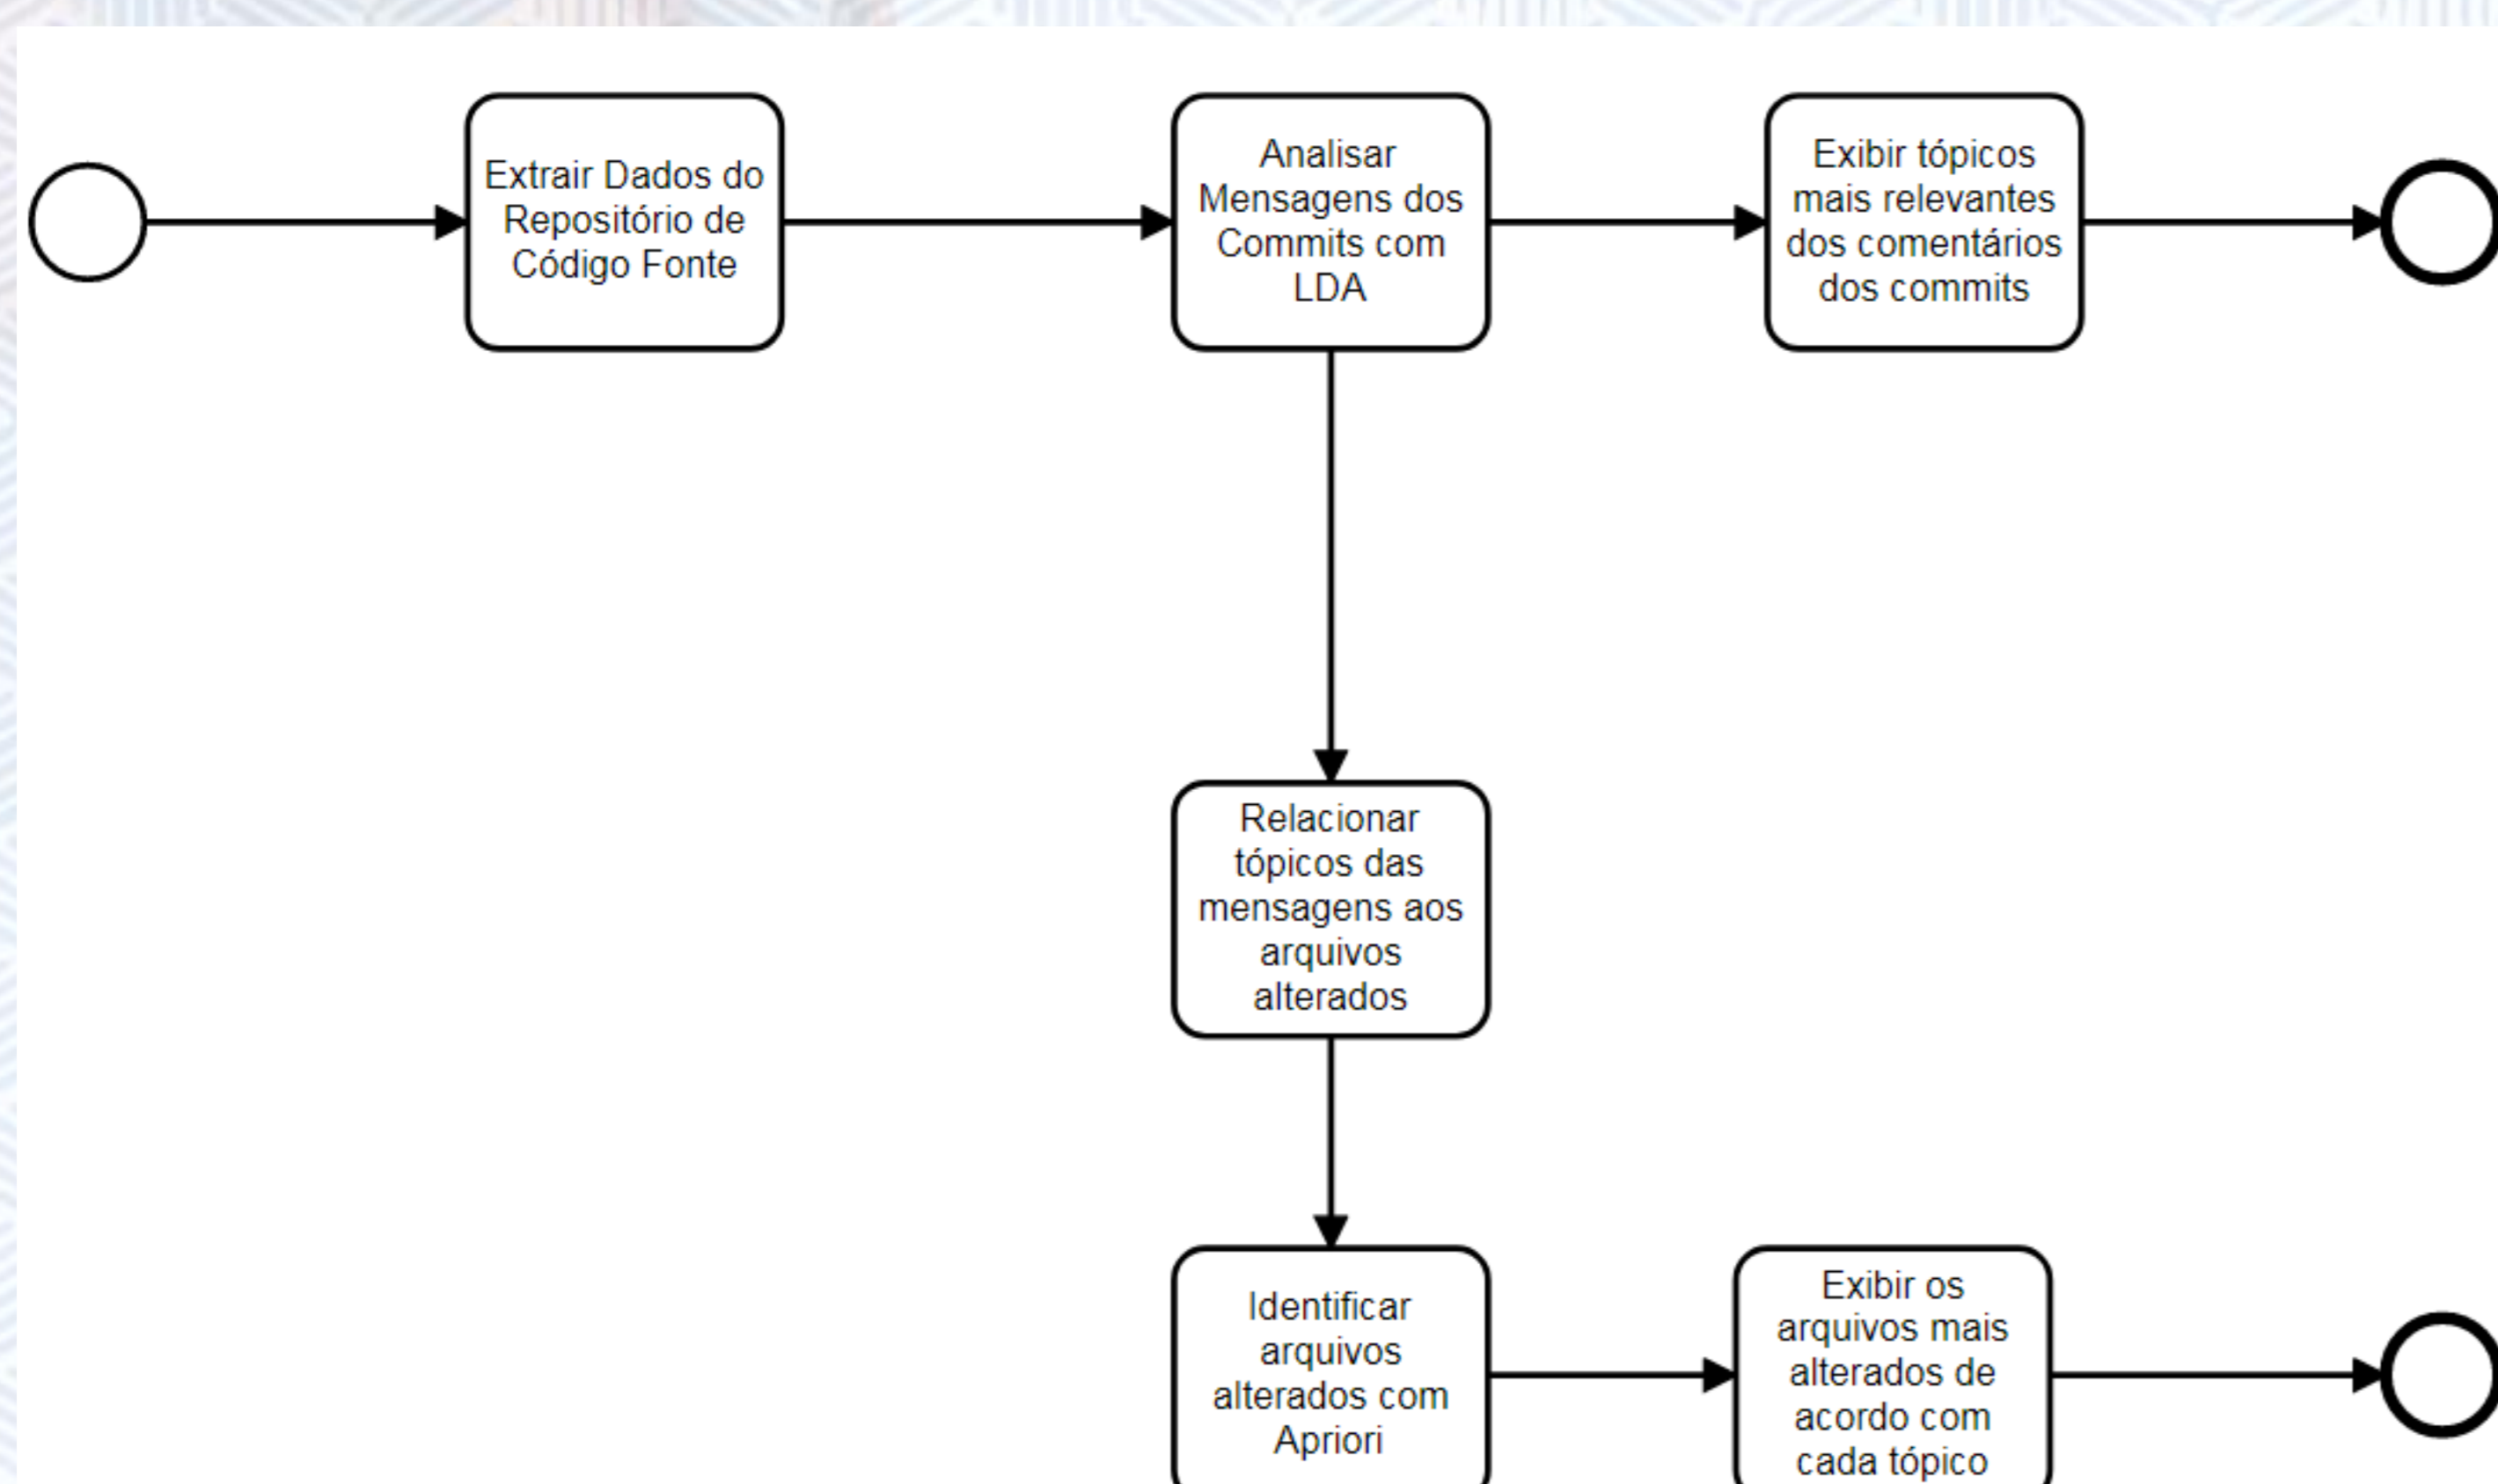 Extrair Dados do
Repositório de
Código Fonte
Analisar
Mensagens dos
Commits com
LDA
Exibir tópicos
mais relevantes
dos comentários
dos commits
Relacionar
tópicos das
mensagens aos
arquivos
alterados
Identificar
arquivos
alterados com
Apriori
Exibir os
arquivos mais
alterados de
acordo com
cada tópico